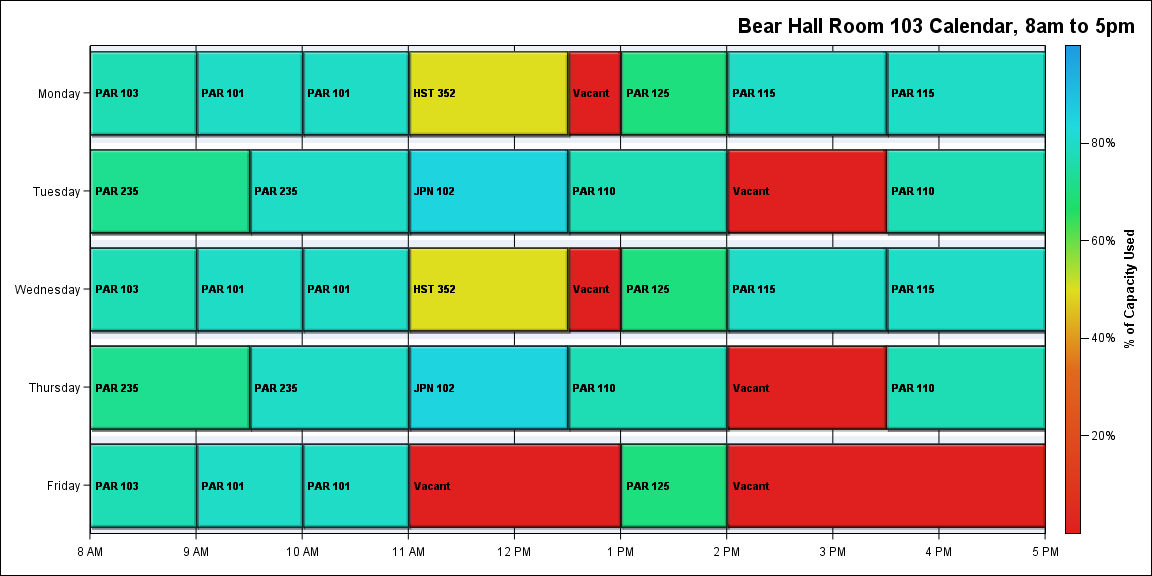 Bear Hall Room 103 Calendar, 8am to 5pm
Monday
PAR 103
PAR 101
PAR 101
HST 352
Vacant
PAR 125
PAR 115
PAR 115
Tuesday
PAR 235
PAR 235
JPN 102
PAR 110
Vacant
PAR 110
Wednesday
PAR 103
PAR 101
PAR 101
HST 352
Vacant
PAR 125
PAR 115
PAR 115
Thursday
PAR 235
PAR 235
JPN 102
PAR 110
Vacant
PAR 110
Friday
PAR 103
PAR 101
PAR 101
Vacant
PAR 125
Vacant
8 AM
9 AM
10 AM
11 AM
12 PM
1 PM
2 PM
3 PM
4 PM
5 PM
80%
60%
40%
20%
% of Capacity Used